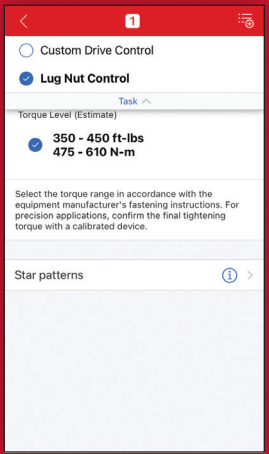 1
Custom Drive Control
Lug Nut Control
Task
Torque Level (Estimate)
350 - 450 ft-lbs
475 - 610 N-m
Select the torque range in accordance with the
equipment manufacturer's fastening instructions. For
precision applications, confirm the final tightening
torque with a calibrated device.
Star patterns